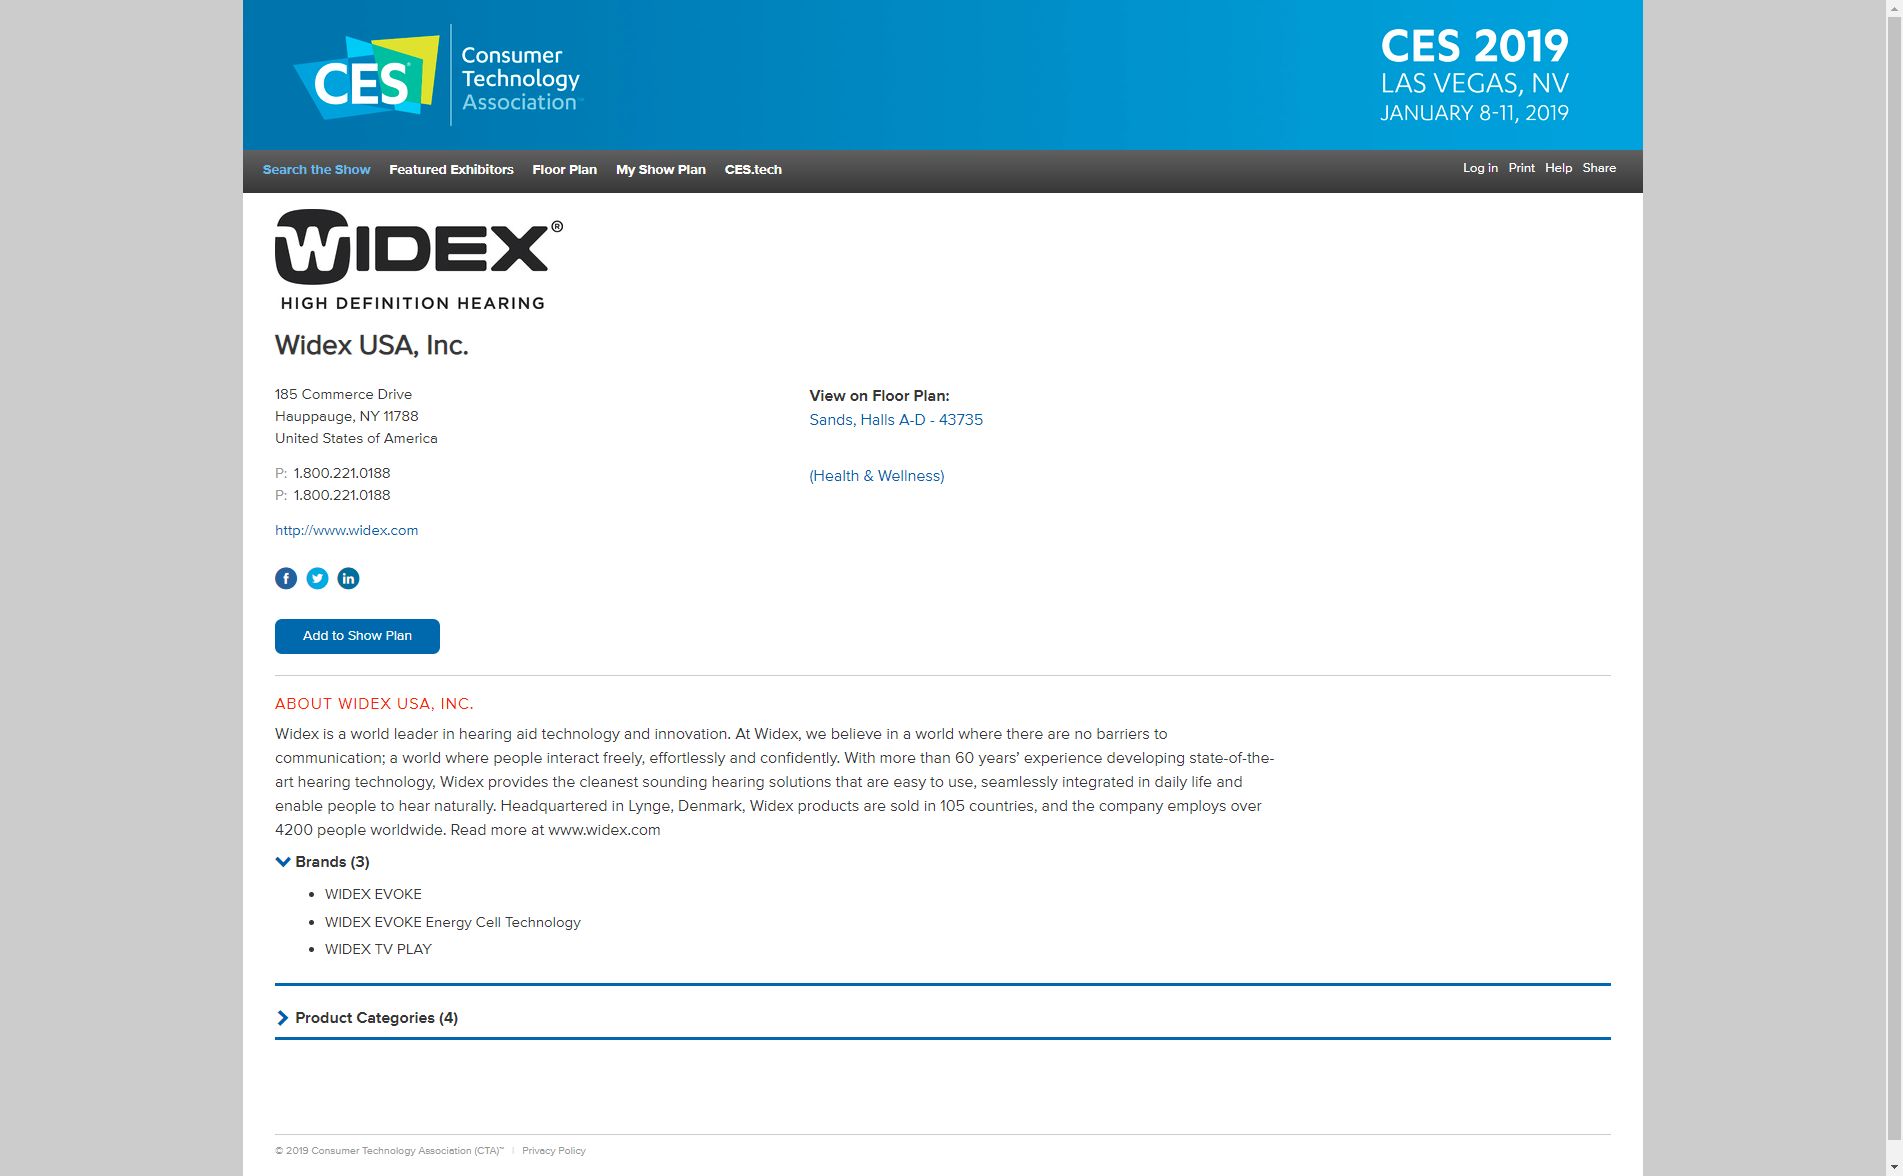 CES® Consumer
Technology
Association™
CES 2019
LAS VEGAS, NV
JANUARY 8-11, 2019
Search the Show Featured Exhibitors Floor Plan My Show Plan CES.tech Log in Print Help Share
WIDEX®
HIGH DEFINITION HEARING
Widex USA, Inc.
185 Commerce Drive
Hauppauge, NY 11788
United States of America
P: 1.800.221.0188
P: 1.800.221.0188
http://www.widex.com
View on Floor Plan:
Sands, Halls A-D - 43735
(Health & Wellness)
Add to Show Plan
ABOUT WIDEX USA, INC.
Widex is a world leader in hearing aid technology and innovation. At Widex, we believe in a world where there are no barriers to
communication; a world where people interact freely, effortlessly and confidently. With more than 60 years’ experience developing state-of-the-
art hearing technology, Widex provides the cleanest sounding hearing solutions that are easy to use, seamlessly integrated in daily life and
enable people to hear naturally. Headquartered in Lynge, Denmark, Widex products are sold in 105 countries, and the company employs over
4200 people worldwide. Read more at www.widex.com
Brands (3)
• WIDEX EVOKE
• WIDEX EVOKE Energy Cell Technology
• WIDEX TV PLAY
Product Categories (4)
© 2019 Consumer Technology Association (CTA)™ | Privacy Policy